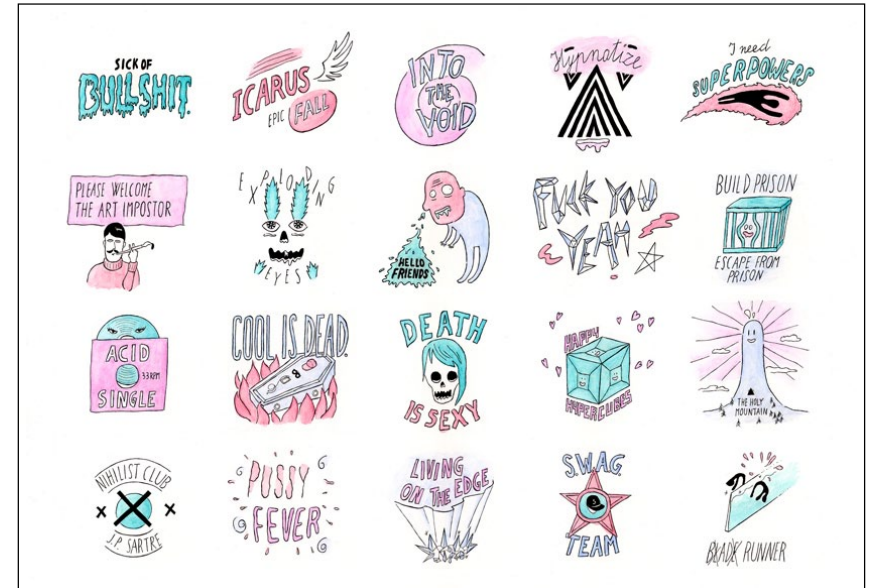 SICK OF
BULLSHIT.
ICARUS
EPIC FALL
INTO
THE
VOID
Hypnotize
I need
SUPERPOWERS
PLEASE WELCOME
THE ART IMPOSTOR
EXPLODING
EYES
HELLO
FRIENDS
FUCK YOU
YEAH
BUILD PRISON
ESCAPE FROM
PRISON
ACID
33 RPM
SINGLE
COOL IS DEAD.
DEATH
IS SEXY
HAPPY
HYPERCUBES
THE HOLY
MOUNTAIN
NIHILIST CLUB
J.P. SARTRE
PUSSY
FEVER
LIVING
ON THE EDGE
SWAG
TEAM
RUNNER